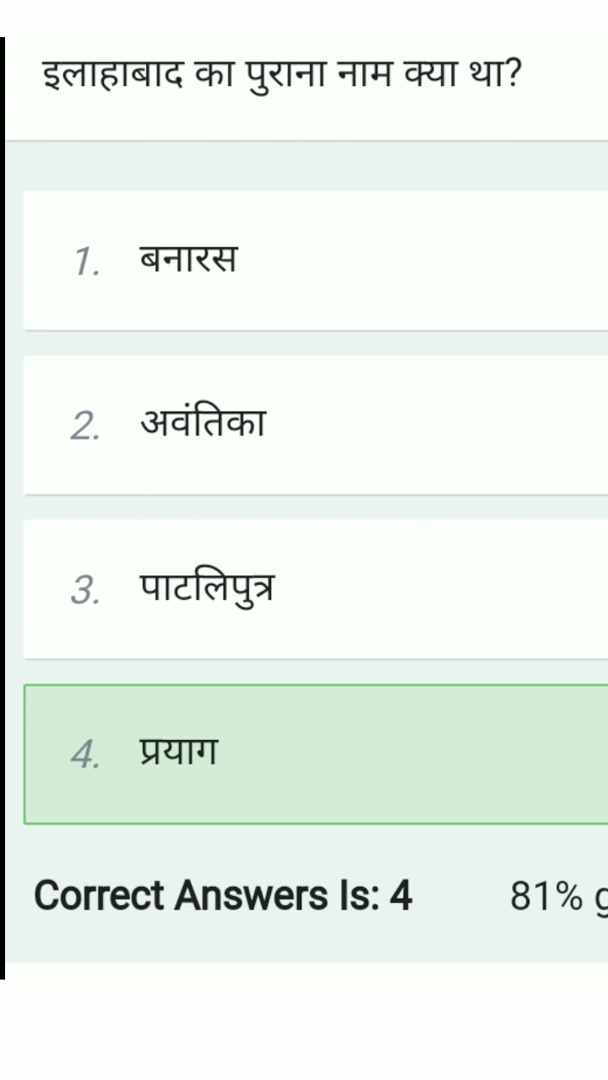 इलाहाबाद का पुराना नाम क्या था?
1. बनारस
2. अवंतिका
3. पाटलिपुत्र
4. प्रयाग
Correct Answers Is: 4 81%